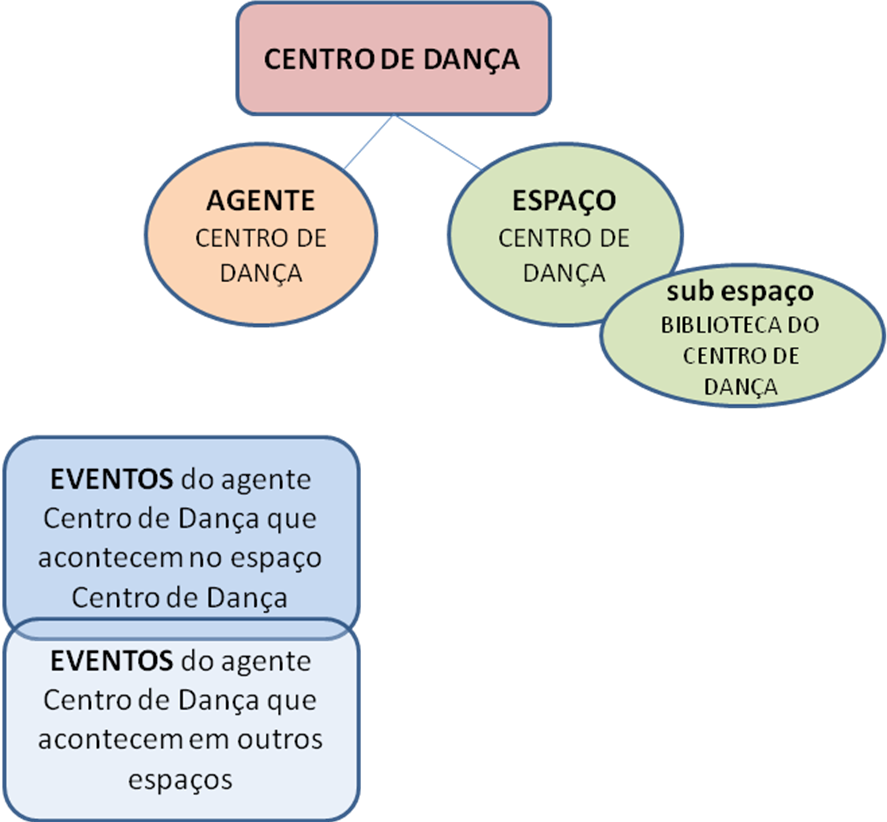 CENTRO DE DANÇA
AGENTE
CENTRO DE
DANÇA
ESPAÇO
CENTRO DE
DANÇA
sub espaço
BIBLIOTECA DO
CENTRO DE
DANÇA
EVENTOS do agente
Centro de Dança que
acontecem no espaço
Centro de Dança
EVENTOS do agente
Centro de Dança que
acontecem em outros
espaços